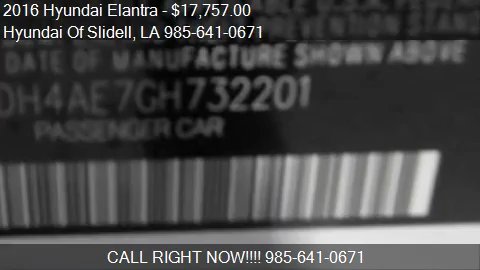 2016 Hyundai Elantra - $17,757.00
Hyundai Of Slidell, LA 985-641-0671
DATE OF MANUFACTURE SHOWN ABOVE
DH4AE7GH732201
PASSENGER CAR
CALL RIGHT NOW!!!! 985-641-0671